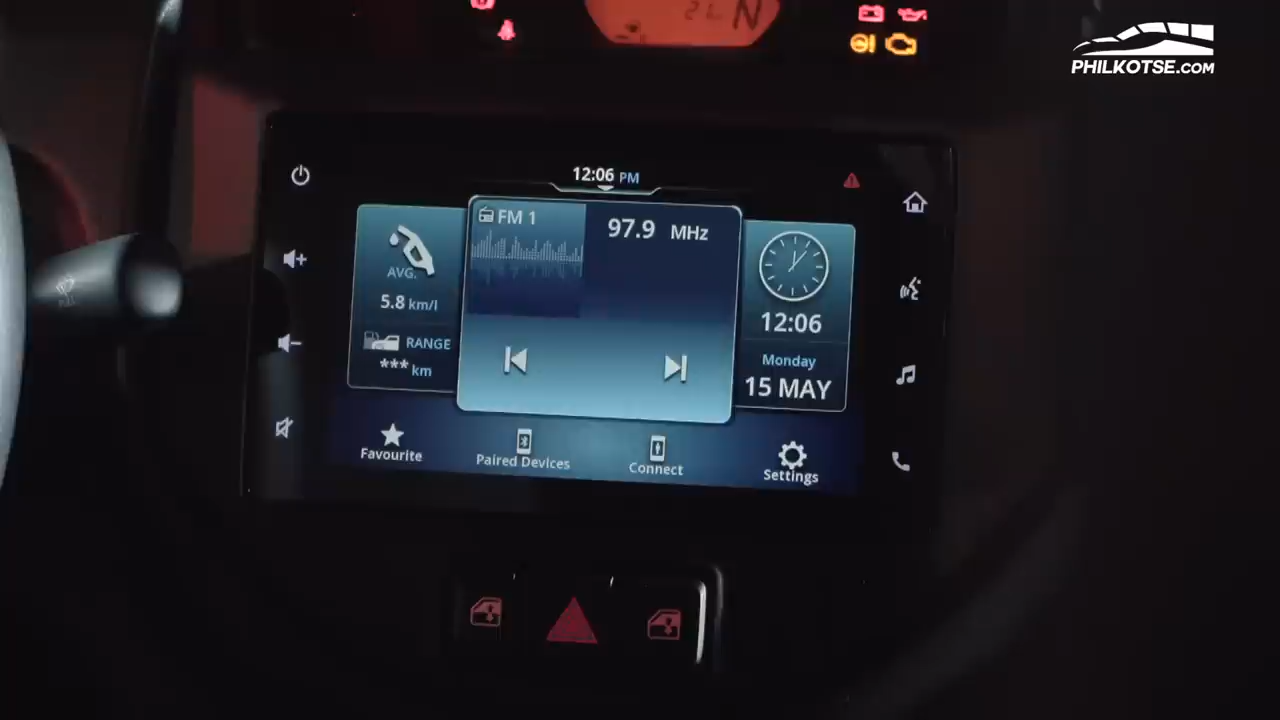 N
PHILKOTSE.COM
12:06 PM
FM 1
97.9 MHz
AVG.
5.8 km/l
RANGE
*** km
12:06
Monday
15 MAY
Favourite
Paired Devices
Connect
Settings